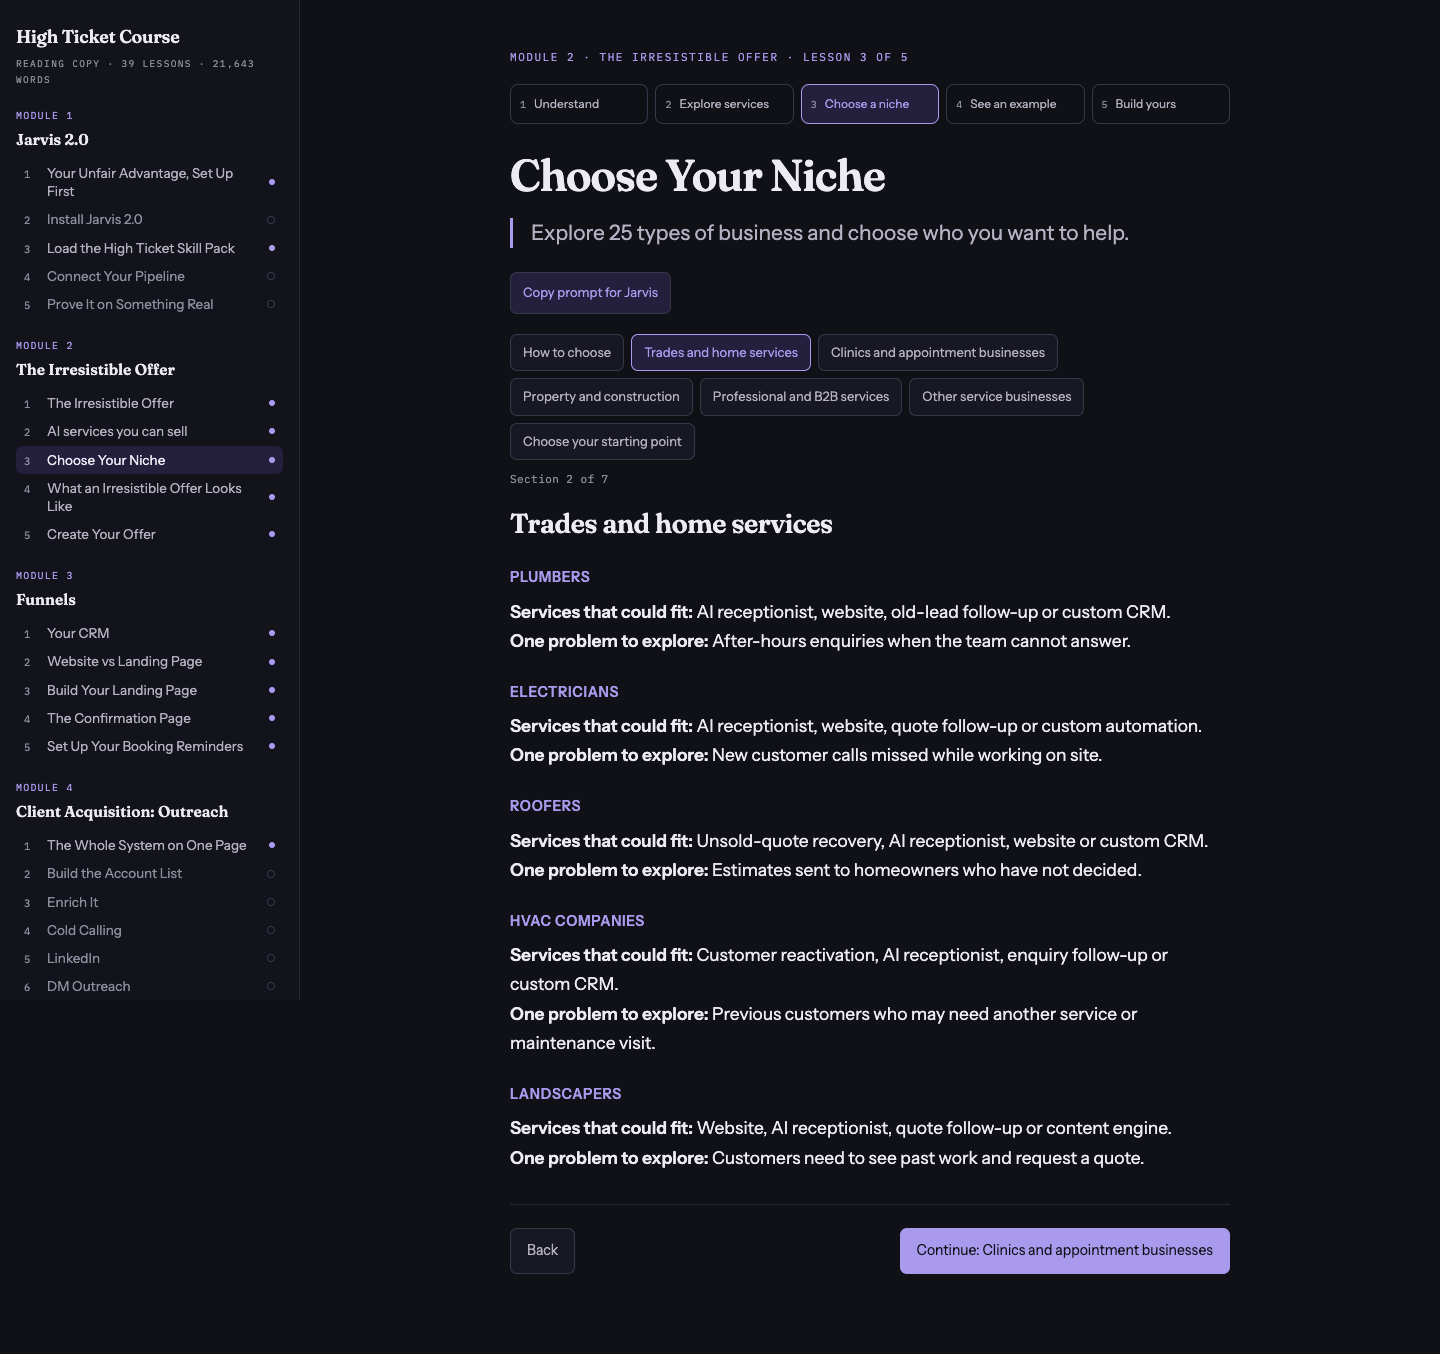 High Ticket Course
READING COPY · 39 LESSONS · 21,643
WORDS
MODULE 1
Jarvis 2.0
1 Your Unfair Advantage, Set Up
First
2 Install Jarvis 2.0
3 Load the High Ticket Skill Pack
4 Connect Your Pipeline
5 Prove It on Something Real
MODULE 2
The Irresistible Offer
1 The Irresistible Offer
2 AI services you can sell
3 Choose Your Niche
4 What an Irresistible Offer Looks
Like
5 Create Your Offer
MODULE 3
Funnels
1 Your CRM
2 Website vs Landing Page
3 Build Your Landing Page
4 The Confirmation Page
5 Set Up Your Booking Reminders
MODULE 4
Client Acquisition: Outreach
1 The Whole System on One Page
2 Build the Account List
3 Enrich It
4 Cold Calling
5 LinkedIn
6 DM Outreach
MODULE 2 · THE IRRESISTIBLE OFFER · LESSON 3 OF 5
1 Understand
2 Explore services
3 Choose a niche
4 See an example
5 Build yours
Choose Your Niche
Explore 25 types of business and choose who you want to help.
Copy prompt for Jarvis
How to choose
Trades and home services
Clinics and appointment businesses
Property and construction
Professional and B2B services
Other service businesses
Choose your starting point
Section 2 of 7
Trades and home services
PLUMBERS
Services that could fit: AI receptionist, website, old-lead follow-up or custom CRM.
One problem to explore: After-hours enquiries when the team cannot answer.
ELECTRICIANS
Services that could fit: AI receptionist, website, quote follow-up or custom automation.
One problem to explore: New customer calls missed while working on site.
ROOFERS
Services that could fit: Unsold-quote recovery, AI receptionist, website or custom CRM.
One problem to explore: Estimates sent to homeowners who have not decided.
HVAC COMPANIES
Services that could fit: Customer reactivation, AI receptionist, enquiry follow-up or
custom CRM.
One problem to explore: Previous customers who may need another service or
maintenance visit.
LANDSCAPERS
Services that could fit: Website, AI receptionist, quote follow-up or content engine.
One problem to explore: Customers need to see past work and request a quote.
Back
Continue: Clinics and appointment businesses